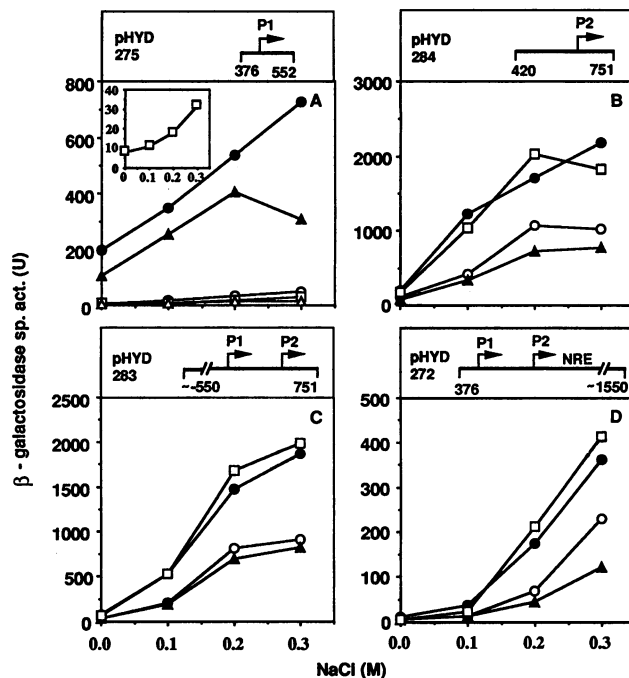 pHYD
275
P1
376 552
A
800
600
400
200
0
40
30
20
10
0
0 0.1 0.2 0.3
pHYD
284
P2
420 751
B
3000
2000
1000
0
β - galactosidase sp. act. (U)
pHYD
283
P1 P2
~-550 751
C
2500
2000
1500
1000
500
0
0.0 0.1 0.2 0.3
pHYD
272
P1 P2 NRE
376 ~1550
D
500
400
300
200
100
0
0.0 0.1 0.2 0.3
NaCl (M)